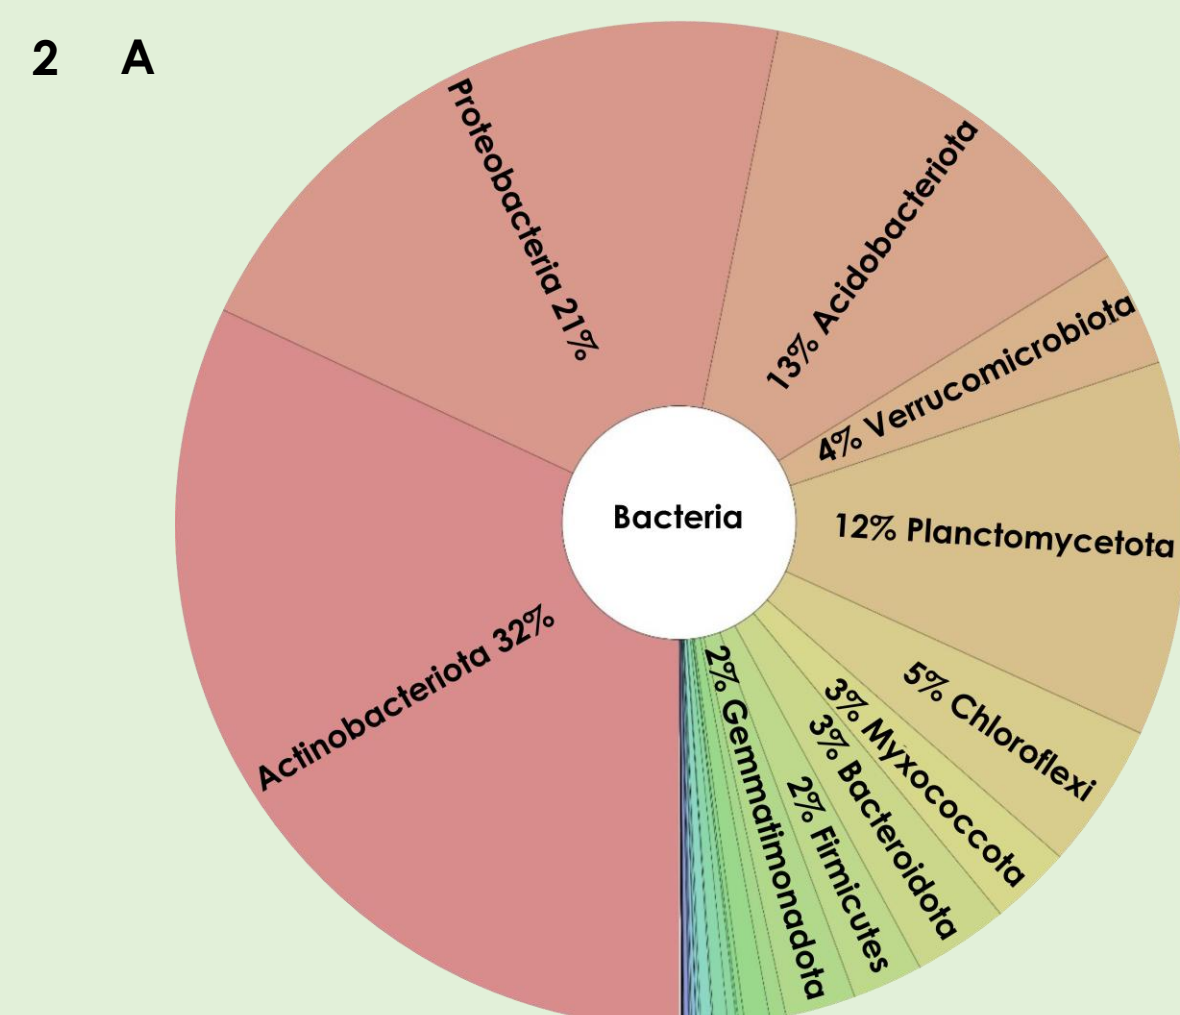 2 A
Proteobacteria 21%
13% Acidobacteriota
4% Verrucomicrobiota
12% Planctomycetota
5% Chloroflexi
3% Myxococcota
3% Bacteroidota
2% Firmicutes
2% Gemmatimonadota
Actinobacteriota 32%
Bacteria